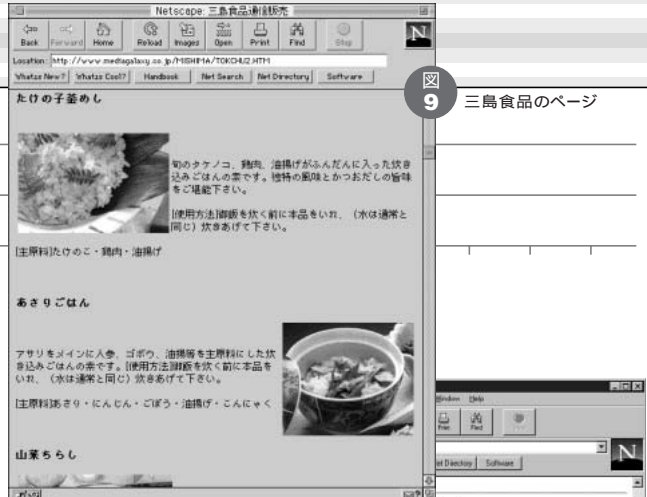 Netscape: 三島食品通信販売
Back Forward Home Reload Images Open Print Find Stop
N
Location: http://www.mediagalaxy.co.jp/MISHIMA/TOKCHU2.HTM
What's New? What's Cool? Handbook Net Search Net Directory Software
図9 三島食品のページ
たけの子釜めし
旬のタケノコ、鶏肉、油揚げがふんだんに入った炊き
込みごはんの素です。独特の風味とかつおだしの旨味
をご堪能下さい。
[使用方法]御飯を炊く前に本品をいれ、（水は通常と
同じ）炊きあげて下さい。
[主原料]たけのこ・鶏肉・油揚げ
あさりごはん
アサリをメインに人参、ゴボウ、油揚等を主原料にした炊
き込みごはんの素です。[使用方法]御飯を炊く前に本品を
いれ、（水は通常と同じ）炊きあげて下さい。
[主原料]あさり・にんじん・ごぼう・油揚げ・こんにゃく
山菜ちらし
Window Help
Print Find
et Directory Software
N